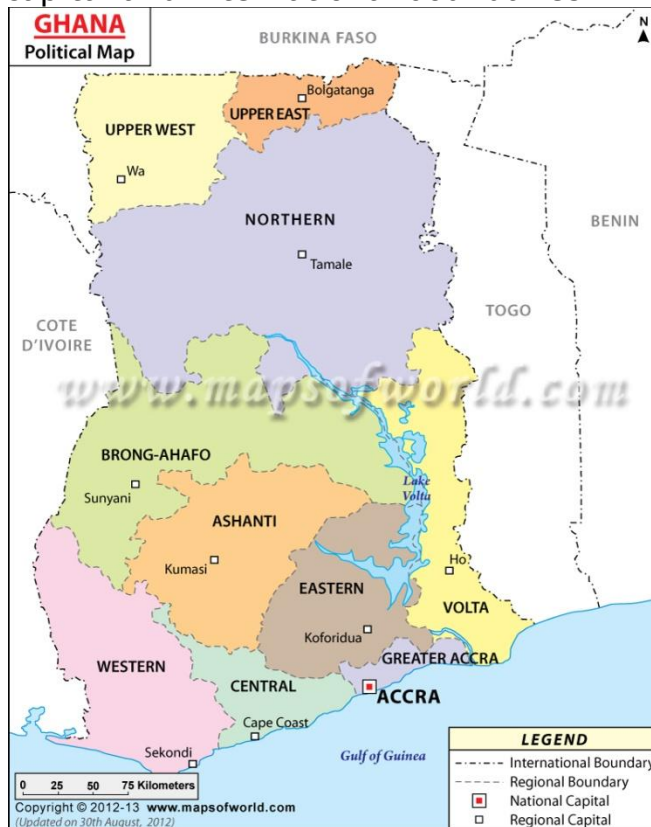 GHANA
Political Map
BURKINA FASO
N
Bolgatanga
UPPER EAST
UPPER WEST
Wa
NORTHERN
BENIN
Tamale
TOGO
COTE
D'IVOIRE
www.mapsofworld.com
BRONG-AHAFO
Lake
Volta
Sunyani
ASHANTI
Kumasi
Ho
EASTERN
VOLTA
Koforidua
GREATER ACCRA
WESTERN
CENTRAL
ACCRA
Cape Coast
Sekondi
Gulf of Guinea
LEGEND
International Boundary
Regional Boundary
National Capital
Regional Capital
0 25 50 75 Kilometers
Copyright © 2012-13 www.mapsofworld.com
(Updated on 30th August, 2012)